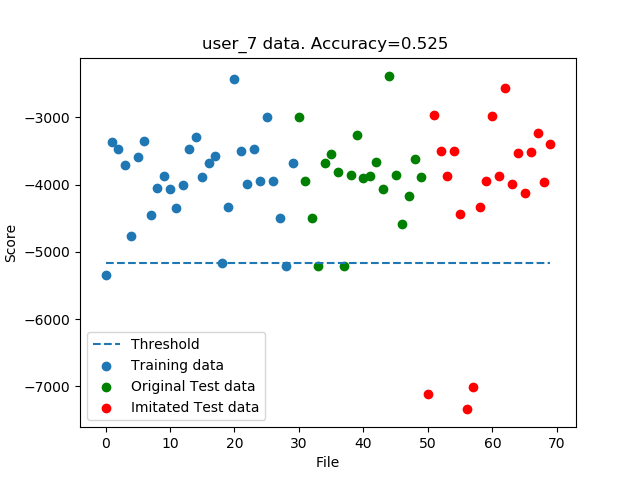 user_7 data. Accuracy=0.525
Score
−3000
−4000
−5000
−6000
−7000
Threshold
Training data
Original Test data
Imitated Test data
0 10 20 30 40 50 60 70
File